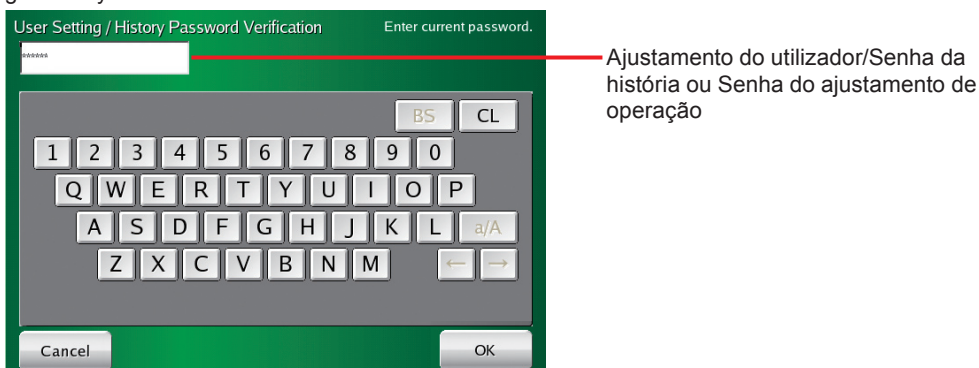 User Setting / History Password Verification
Enter current password.
******
Ajustamento do utilizador/Senha da
história ou Senha do ajustamento de
operação
BS CL
1 2 3 4 5 6 7 8 9 0
Q W E R T Y U I O P
A S D F G H J K L a/A
Z X C V B N M ← →
Cancel OK